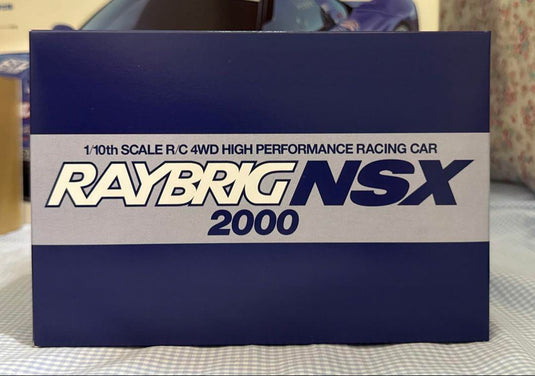 1/10th SCALE R/C 4WD HIGH PERFORMANCE RACING CAR
RAYBRIG NSX
2000